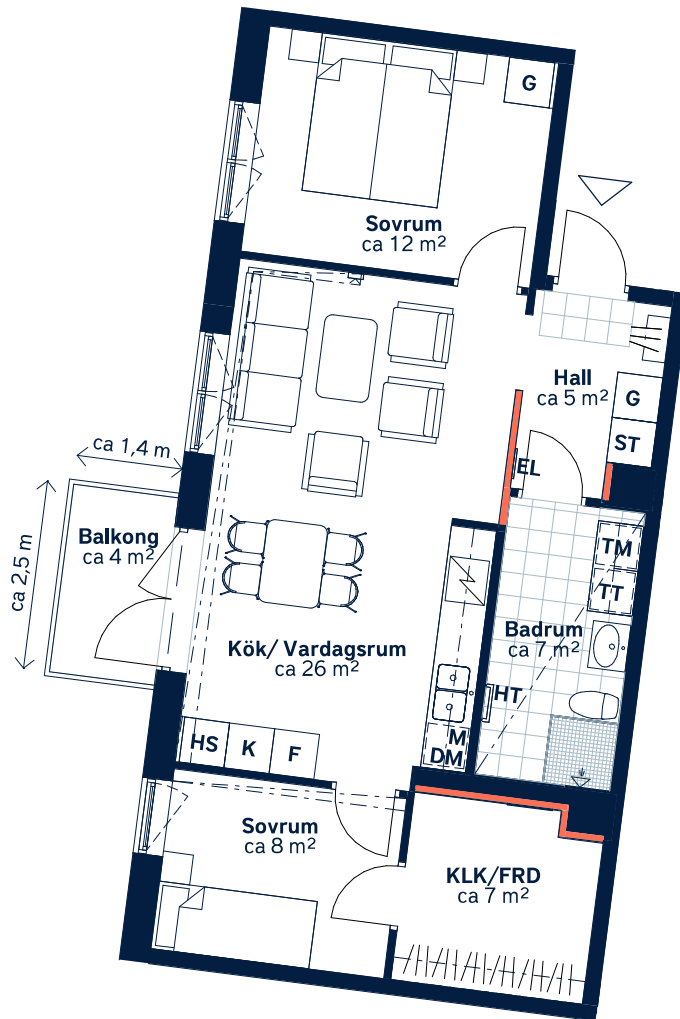 G
Sovrum
ca 12 m²
Hall
ca 5 m²
G
ST
EL
ca 1,4 m
ca 2,5 m
Balkong
ca 4 m²
TM
TT
Badrum
ca 7 m²
Kök/ Vardagsrum
ca 26 m²
HT
HS
K
F
M
DM
Sovrum
ca 8 m²
KLK/FRD
ca 7 m²